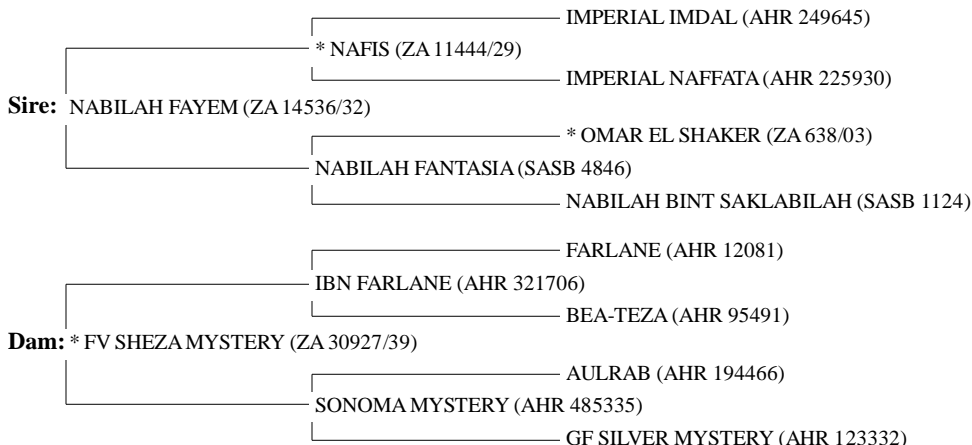 IMPERIAL IMDAL (AHR 249645)
* NAFIS (ZA 11444/29)
IMPERIAL NAFFATA (AHR 225930)
Sire: NABILAH FAYEM (ZA 14536/32)
* OMAR EL SHAKER (ZA 638/03)
NABILAH FANTASIA (SASB 4846)
NABILAH BINT SAKLABILAH (SASB 1124)
FARLANE (AHR 12081)
IBN FARLANE (AHR 321706)
BEA-TEZA (AHR 95491)
Dam: * FV SHEZA MYSTERY (ZA 30927/39)
AULRAB (AHR 194466)
SONOMA MYSTERY (AHR 485335)
GF SILVER MYSTERY (AHR 123332)